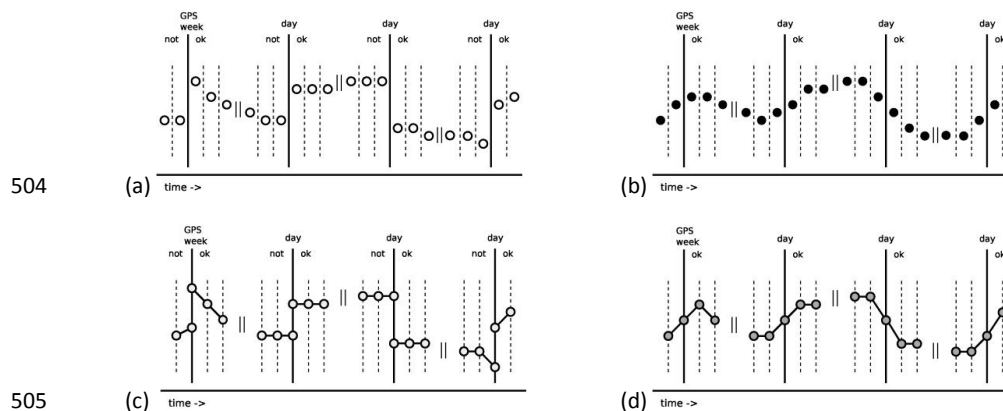 GPS week day day day
not ok not ok not ok not ok
504 (a) time ->
GPS week day day day
ok ok ok ok
(b) time ->
GPS week day day day
not ok not ok not ok not ok
505 (c) time ->
GPS week day day day
ok ok ok ok
(d) time ->